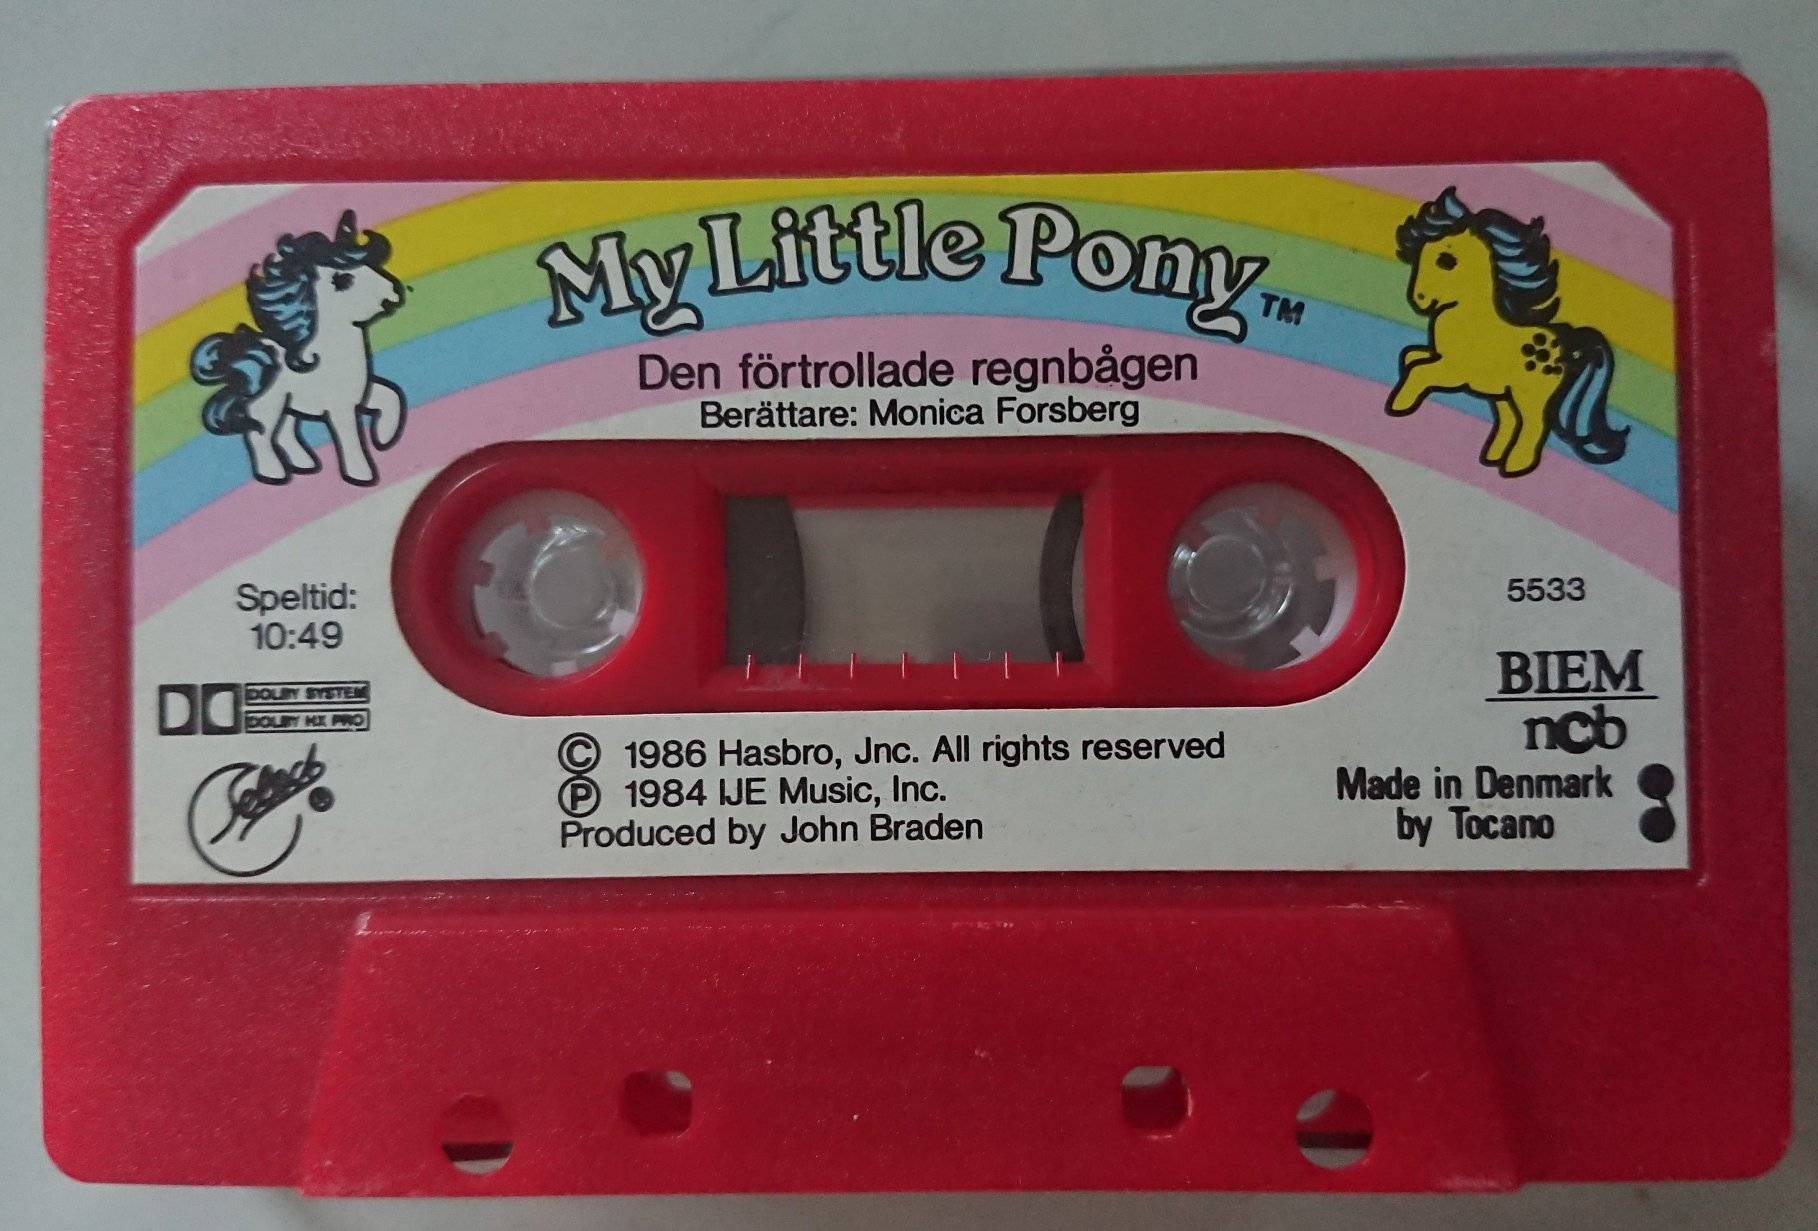 My Little Pony™
Den förtrollade regnbågen
Berättare: Monica Forsberg
Speltid:
10:49
5533
DOLBY SYSTEM
DOLBY HX PRO
BIEM
ncb
Select®
© 1986 Hasbro, Jnc. All rights reserved
Ⓟ 1984 IJE Music, Inc.
Produced by John Braden
Made in Denmark
by Tocano